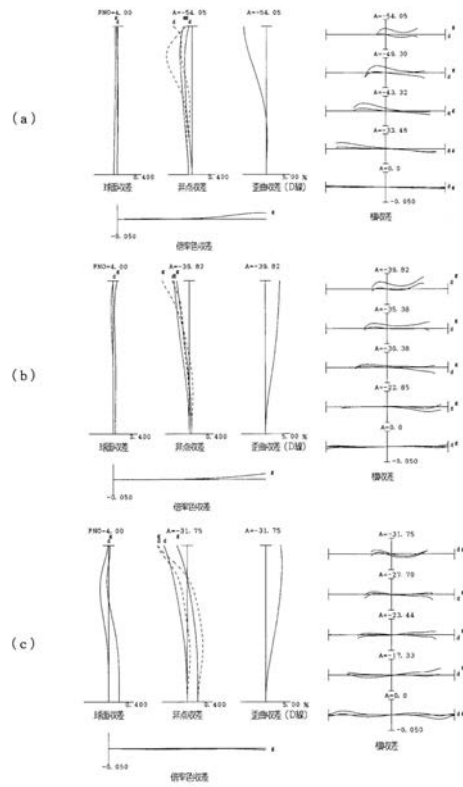 (a)
FNO=4.00
A=-54.05
A=-54.05
0.400
球面収差
0.400
非点収差
5.00 %
歪曲収差(D線)
-0.050
倍率色収差
A=-54.05
A=-49.30
A=-43.32
A=-33.48
A=0.0
-0.050
横収差
(b)
FNO=4.00
A=-39.82
A=-39.82
0.400
球面収差
0.400
非点収差
5.00 %
歪曲収差(D線)
-0.050
倍率色収差
A=-39.82
A=-35.38
A=-30.38
A=-22.85
A=0.0
-0.050
横収差
(c)
FNO=4.00
A=-31.75
A=-31.75
0.400
球面収差
0.400
非点収差
5.00 %
歪曲収差(D線)
-0.050
倍率色収差
A=-31.75
A=-27.78
A=-23.44
A=-17.33
A=0.0
-0.050
横収差